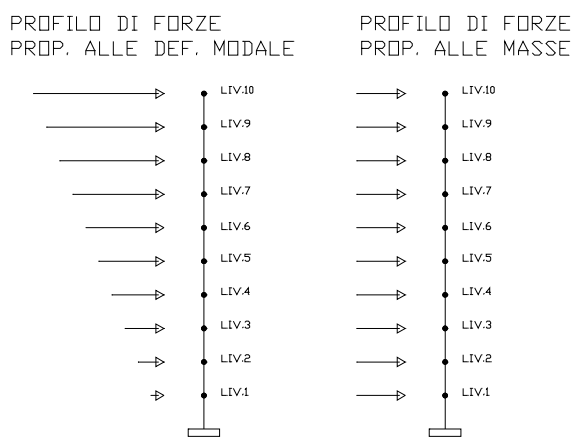 PROFILO DI FORZE
PROP. ALLE DEF. MODALE
LIV.10
LIV.9
LIV.8
LIV.7
LIV.6
LIV.5
LIV.4
LIV.3
LIV.2
LIV.1
PROFILO DI FORZE
PROP. ALLE MASSE
LIV.10
LIV.9
LIV.8
LIV.7
LIV.6
LIV.5
LIV.4
LIV.3
LIV.2
LIV.1